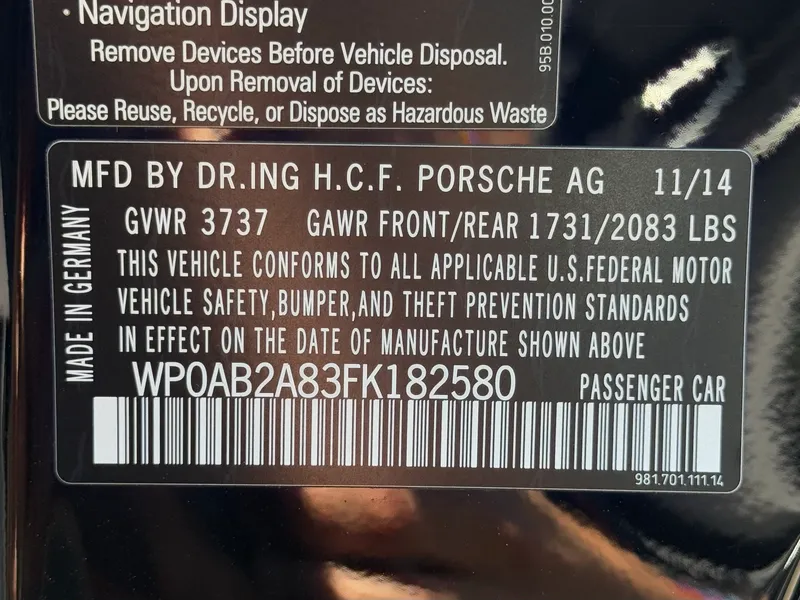 • Navigation Display
Remove Devices Before Vehicle Disposal.
Upon Removal of Devices:
Please Reuse, Recycle, or Dispose as Hazardous Waste
95B.010.00
MFD BY DR.ING H.C.F. PORSCHE AG 11/14
GVWR 3737 GAWR FRONT/REAR 1731/2083 LBS
THIS VEHICLE CONFORMS TO ALL APPLICABLE U.S.FEDERAL MOTOR
VEHICLE SAFETY,BUMPER,AND THEFT PREVENTION STANDARDS
IN EFFECT ON THE DATE OF MANUFACTURE SHOWN ABOVE
MADE IN GERMANY
WP0AB2A83FK182580 PASSENGER CAR
981.701.111.14